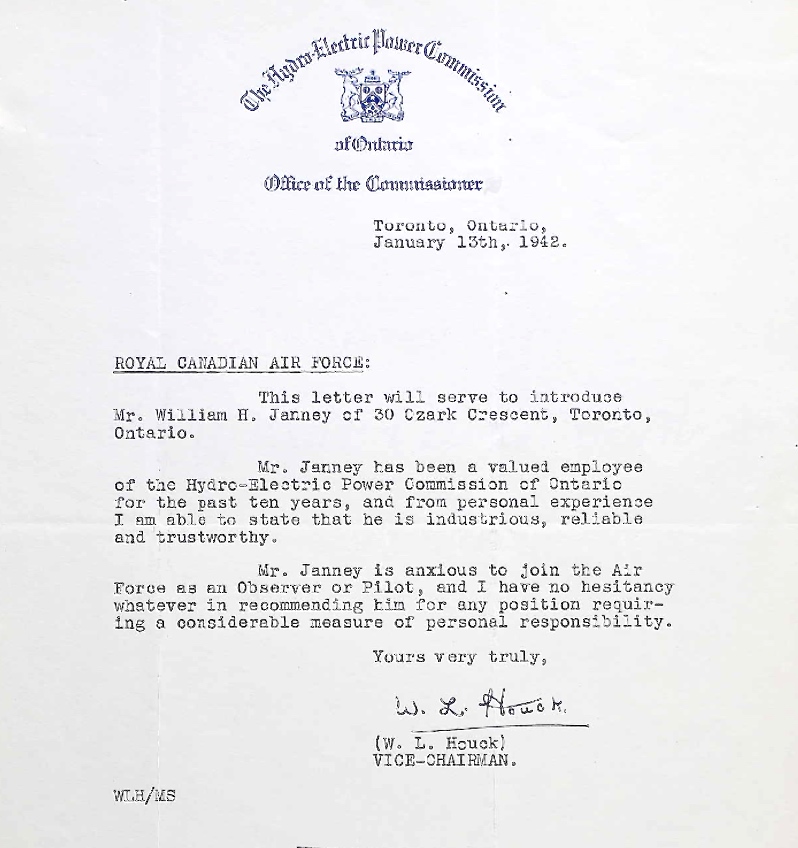 The Hydro-Electric Power Commission
of Ontario
Office of the Commissioner
Toronto, Ontario,
January 13th, 1942.
ROYAL CANADIAN AIR FORCE:
This letter will serve to introduce
Mr. William H. Janney of 30 Ozark Crescent, Toronto,
Ontario.
Mr. Janney has been a valued employee
of the Hydro-Electric Power Commission of Ontario
for the past ten years, and from personal experience
I am able to state that he is industrious, reliable
and trustworthy.
Mr. Janney is anxious to join the Air
Force as an Observer or Pilot, and I have no hesitancy
whatever in recommending him for any position requir-
ing a considerable measure of personal responsibility.
Yours very truly,
W. L. Houck.
(W. L. Houck)
VICE-CHAIRMAN.
WLH/MS